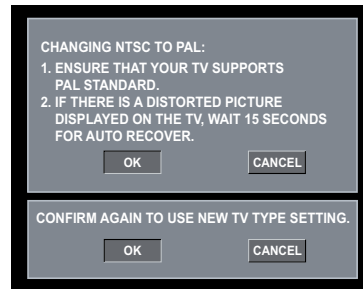 CHANGING NTSC TO PAL:
1. ENSURE THAT YOUR TV SUPPORTS
PAL STANDARD.
2. IF THERE IS A DISTORTED PICTURE
DISPLAYED ON THE TV, WAIT 15 SECONDS
FOR AUTO RECOVER.
OK CANCEL
CONFIRM AGAIN TO USE NEW TV TYPE SETTING.
OK CANCEL